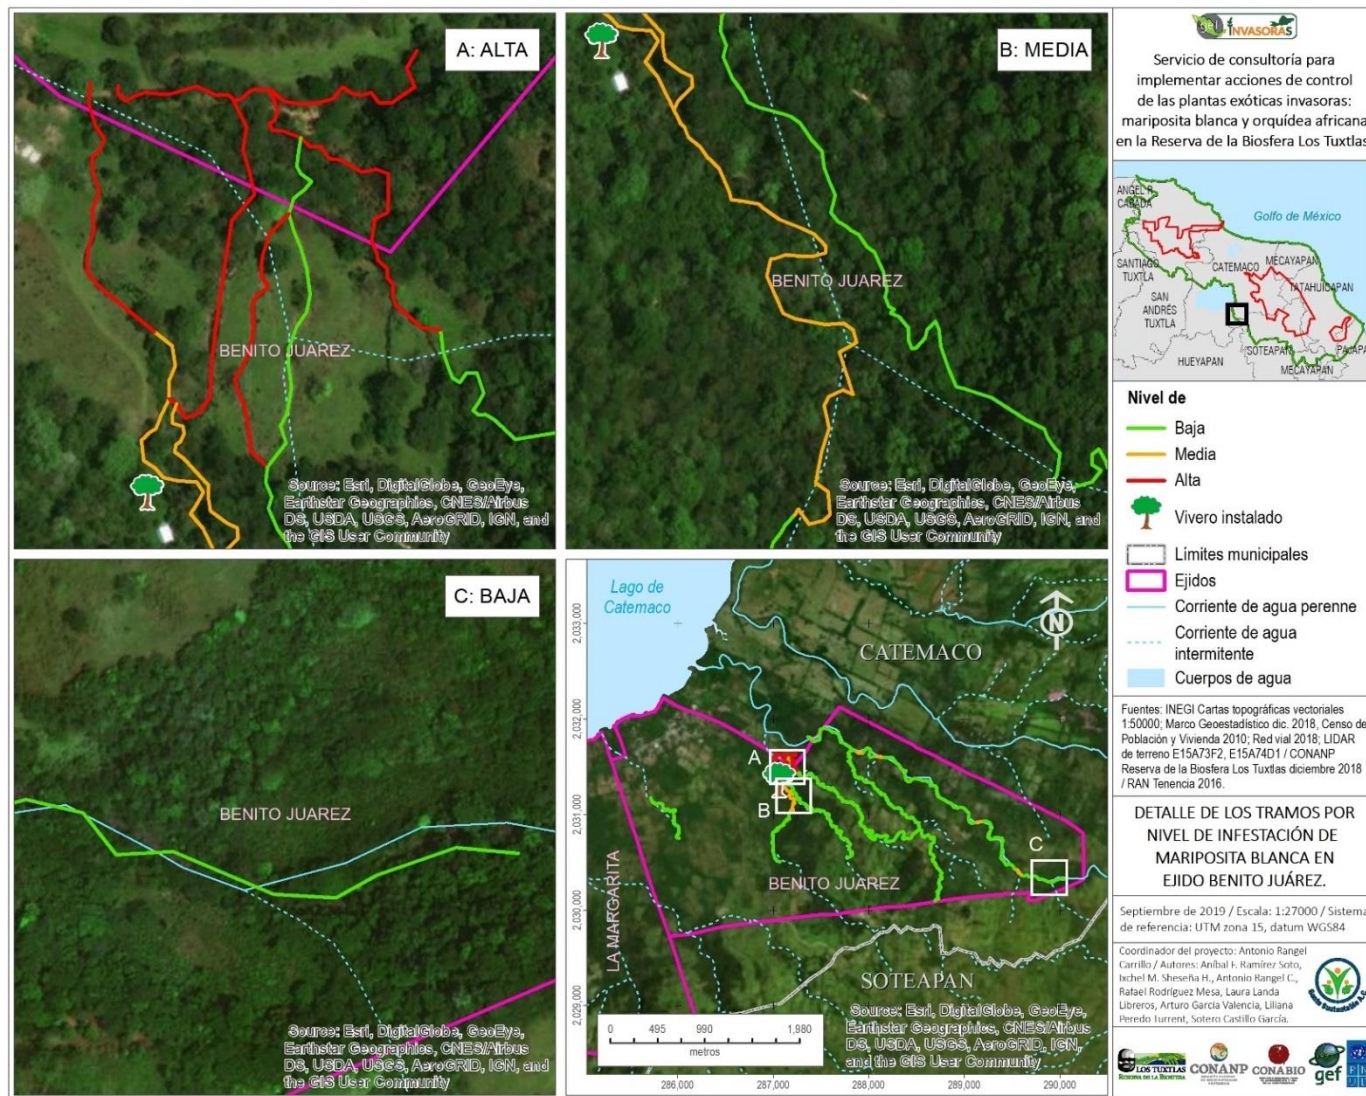 A: ALTA
BENITO JUAREZ
Source: Esri, DigitalGlobe, GeoEye,
Earthstar Geographics, CNES/Airbus
DS, USDA, USGS, AeroGRID, IGN, and
the GIS User Community
B: MEDIA
BENITO JUAREZ
Source: Esri, DigitalGlobe, GeoEye,
Earthstar Geographics, CNES/Airbus
DS, USDA, USGS, AeroGRID, IGN, and
the GIS User Community
C: BAJA
BENITO JUAREZ
Source: Esri, DigitalGlobe, GeoEye,
Earthstar Geographics, CNES/Airbus
DS, USDA, USGS, AeroGRID, IGN, and
the GIS User Community
Lago de
Catemaco
N
CATEMACO
A
B
C
BENITO JUAREZ
LA MARGARITA
SOTEAPAN
2,033,000
2,032,000
2,031,000
2,030,000
2,029,000
0 495 990 1,980
metros
Source: Esri, DigitalGlobe, GeoEye,
Earthstar Geographics, CNES/Airbus
DS, USDA, USGS, AeroGRID, IGN,
and the GIS User Community
286,000 287,000 288,000 289,000 290,000
gef INVASORAS
Servicio de consultoría para
implementar acciones de control
de las plantas exóticas invasoras:
mariposita blanca y orquídea africana
en la Reserva de la Biosfera Los Tuxtlas
ANGEL R.
CABADA
Golfo de México
SANTIAGO
TUXTLA
CATEMACO
MECAYAPAN
TATAHUICAPAN
SAN
ANDRÉS
TUXTLA
HUEYAPAN
SOTEAPAN
MECAYAPAN
PAJAPA
Nivel de
Baja
Media
Alta
Vivero instalado
Límites municipales
Ejidos
Corriente de agua perenne
Corriente de agua
intermitente
Cuerpos de agua
Fuentes: INEGI Cartas topográficas vectoriales
1:50000; Marco Geoestadístico dic. 2018, Censo de
Población y Vivienda 2010; Red vial 2018; LIDAR
de terreno E15A73F2, E15A74D1 / CONANP
Reserva de la Biosfera Los Tuxtlas diciembre 2018
/ RAN Tenencia 2016.
DETALLE DE LOS TRAMOS POR
NIVEL DE INFESTACIÓN DE
MARIPOSITA BLANCA EN
EJIDO BENITO JUÁREZ.
Septiembre de 2019 / Escala: 1:27000 / Sistema
de referencia: UTM zona 15, datum WGS84
Coordinador del proyecto: Antonio Rangel
Carrillo / Autores: Aníbal F. Ramírez Soto,
Ixchel M. Sheseña H., Antonio Rangel C.,
Rafael Rodríguez Mesa, Laura Landa
Libreros, Arturo García Valencia, Liliana
Peredo Iurrent, Sotero Castillo García.
LOS TUXTLAS
RESERVA DE LA BIOSFERA
CONANP
CONABIO
gef